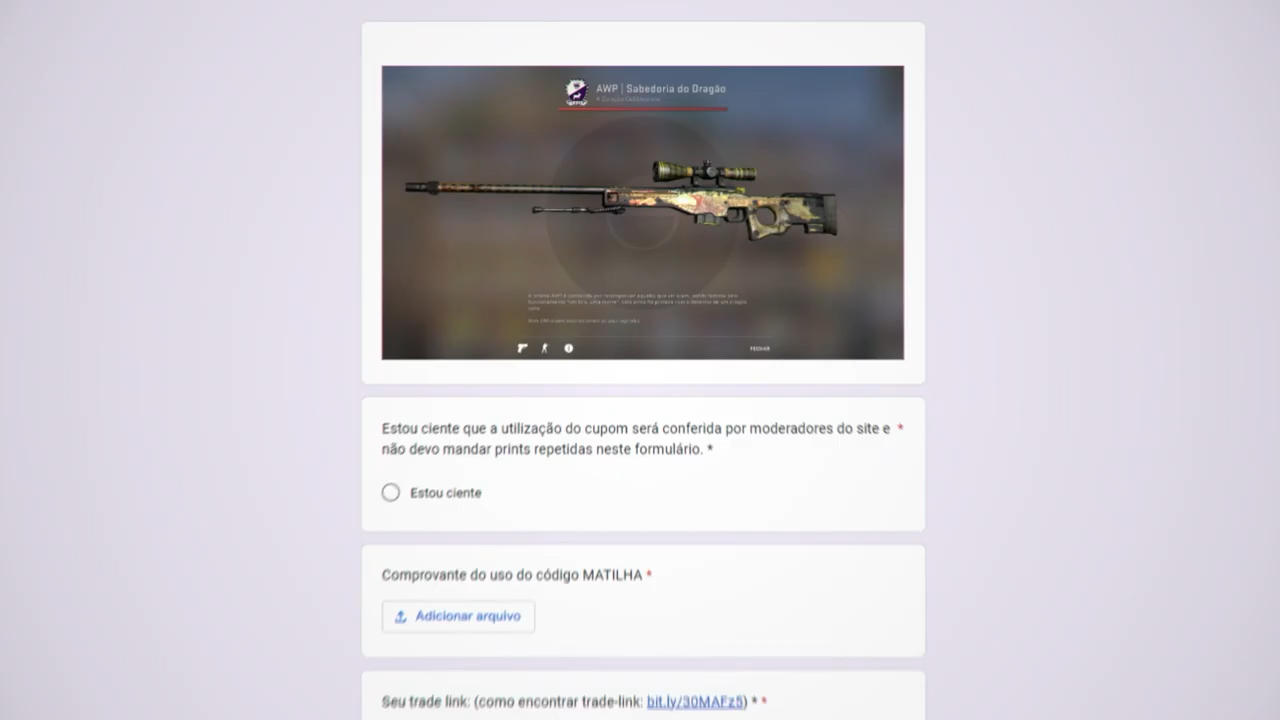 AWP | Sabedoria do Dragão
Estou ciente que a utilização do cupom será conferida por moderadores do site e *
não devo mandar prints repetidas neste formulário. *
Estou ciente
Comprovante do uso do código MATILHA *
Adicionar arquivo
Seu trade link: (como encontrar trade-link: bit.ly/30MAFz5) * *
FECHAR